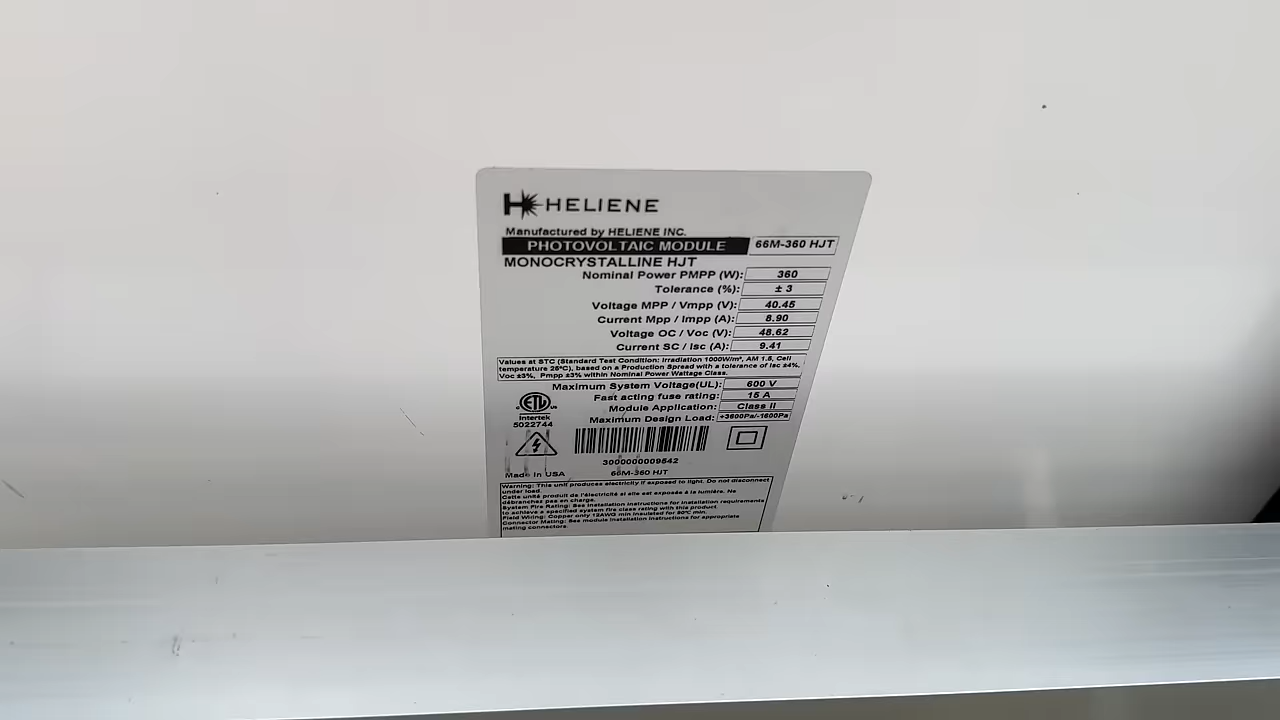 HELIENE
Manufactured by HELIENE INC.
PHOTOVOLTAIC MODULE 66M-360 HJT
MONOCRYSTALLINE HJT
Nominal Power PMPP (W): 360
Tolerance (%): ± 3
Voltage MPP / Vmpp (V): 40.45
Current Mpp / Impp (A): 8.90
Voltage OC / Voc (V): 48.62
Current SC / Isc (A): 9.41
Values at STC (Standard Test Condition: Irradiation 1000W/m², AM 1.5, Cell
temperature 25ºC), based on a Production Spread with a tolerance of Isc ±4%,
Voc ±3%, Pmpp ±3% within Nominal Power Wattage Class.
Maximum System Voltage(UL): 600 V
Fast acting fuse rating: 15 A
Module Application: Class II
Maximum Design Load: +3600Pa/-1600Pa
C ETL US
Intertek
5022744
3000000009542
Made in USA 66M-360 HJT
Warning: This unit produces electricity if exposed to light. Do not disconnect
under load.
Cette unité produit de l'électricité si elle est exposée à la lumière. Ne
débranchez pas en charge.
System Fire Rating: See installation instructions for installation requirements
to achieve a specified system fire class rating with this product.
Field Wiring: Copper only 12AWG min insulated for 90ºC min.
Connector Mating: See module installation instructions for appropriate
mating connectors.